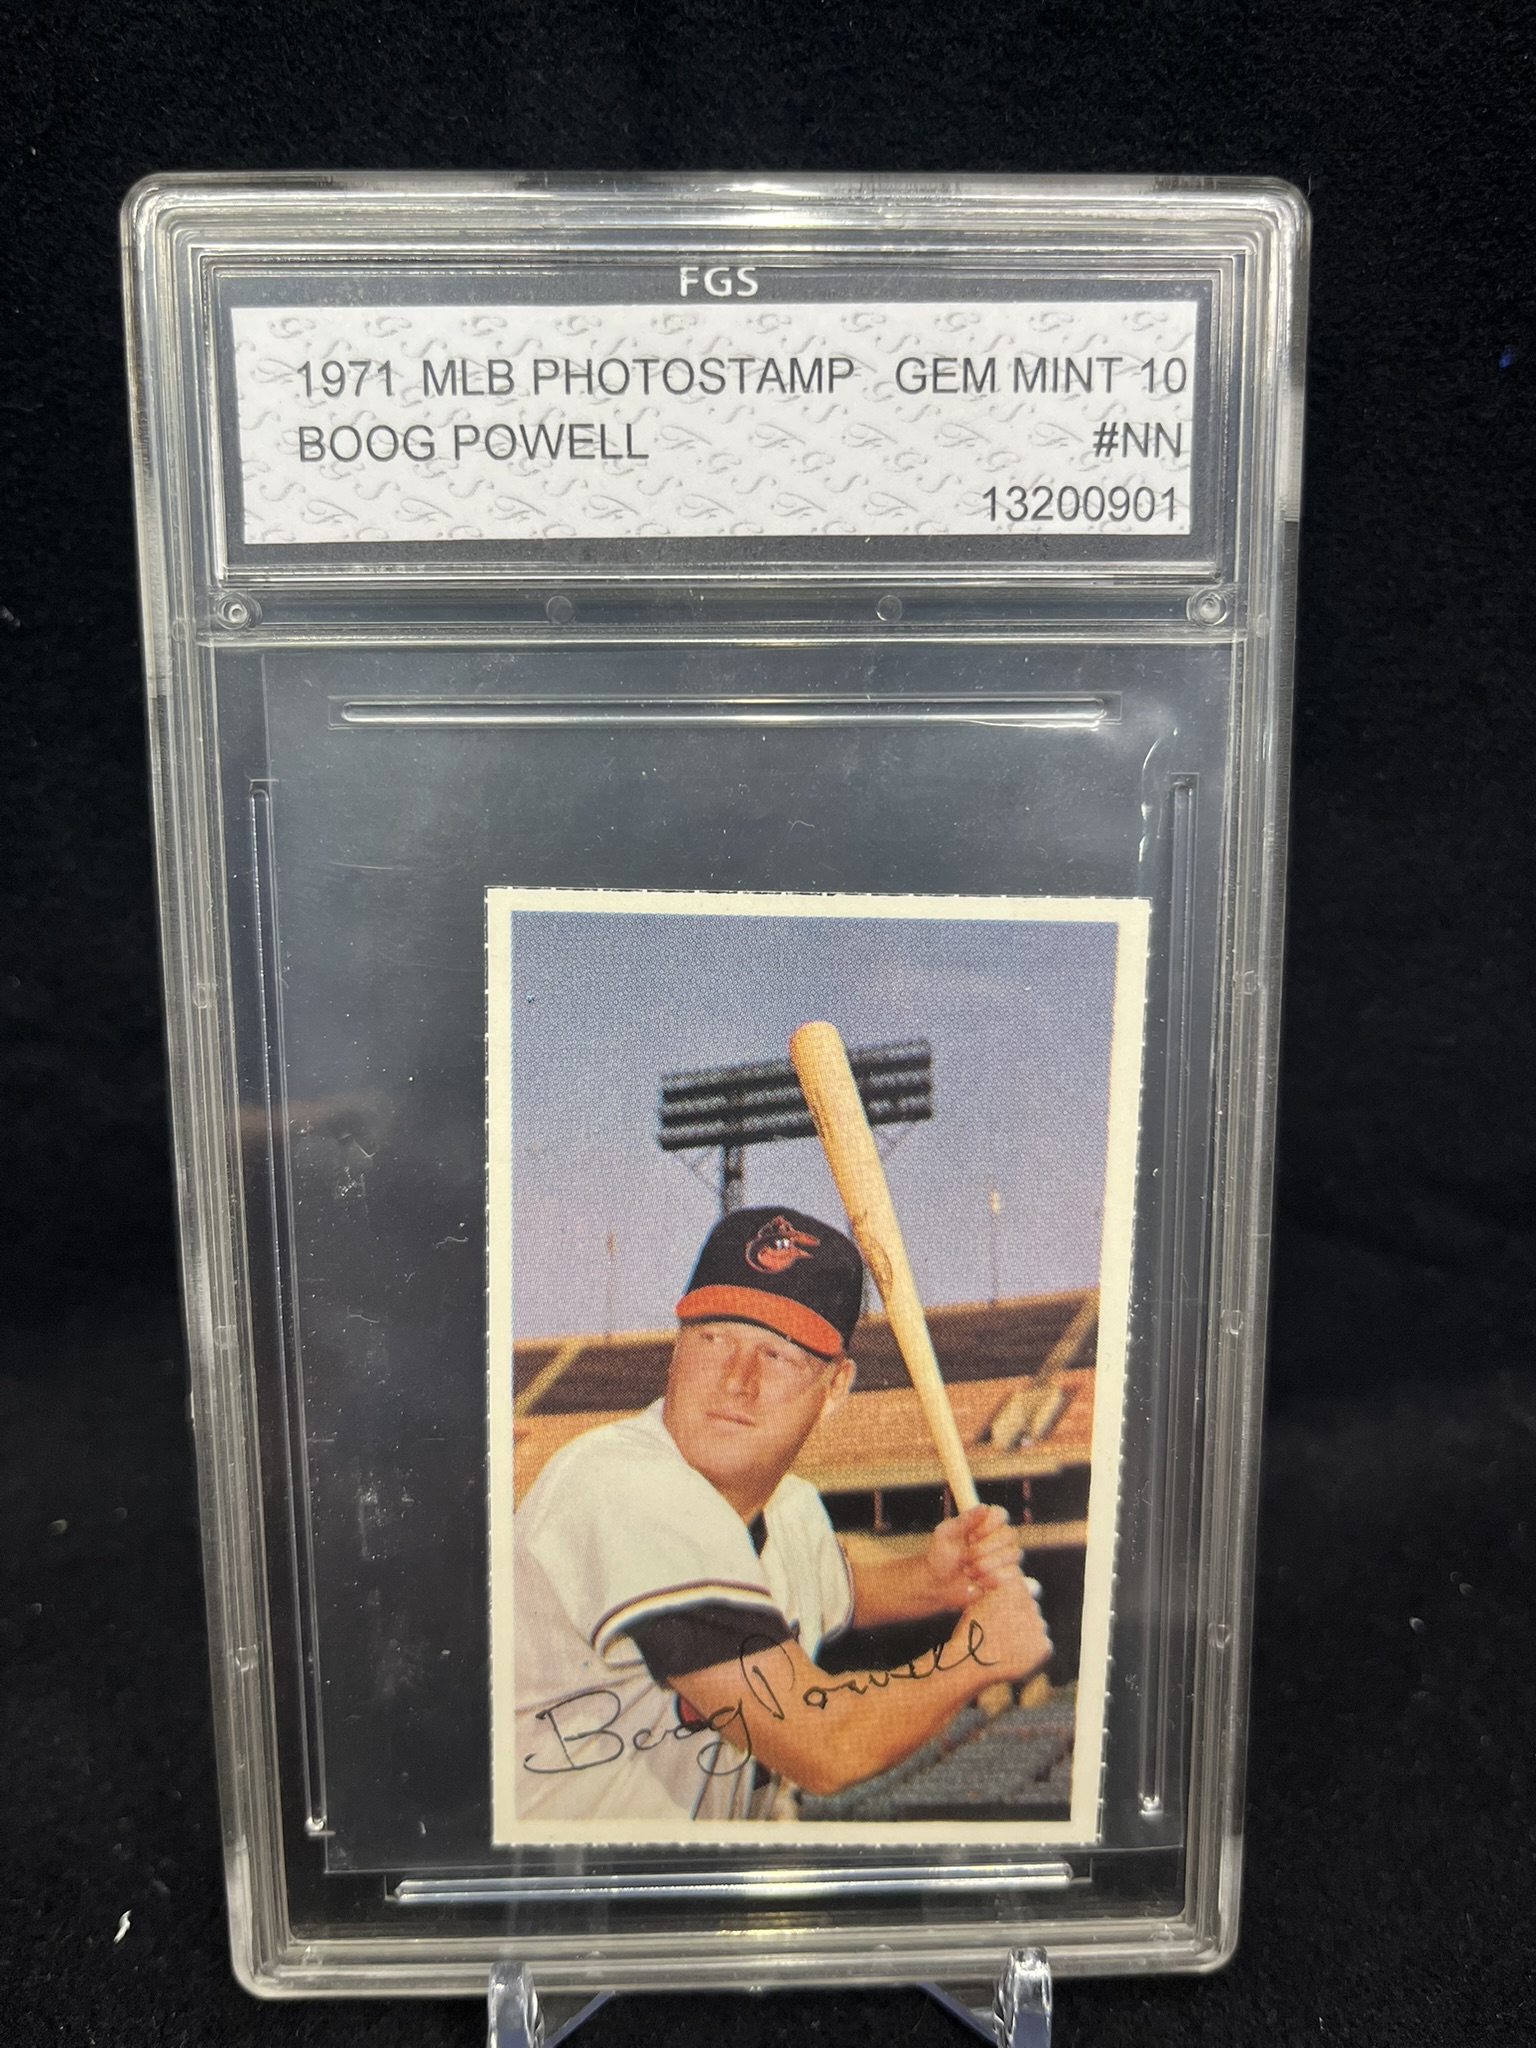 FGS
1971 MLB PHOTOSTAMP GEM MINT 10
BOOG POWELL #NN
13200901
Boog Powell